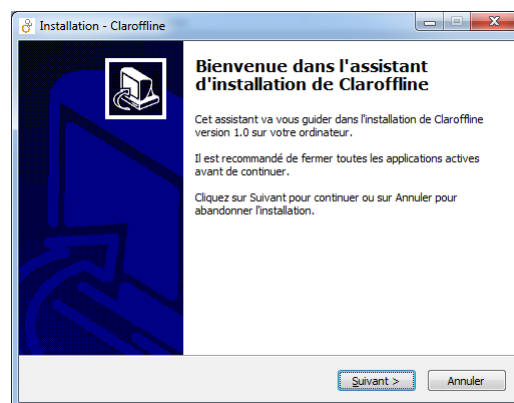 Installation - Claroffline
Bienvenue dans l'assistant
d'installation de Claroffline
Cet assistant va vous guider dans l'installation de Claroffline
version 1.0 sur votre ordinateur.
Il est recommandé de fermer toutes les applications actives
avant de continuer.
Cliquez sur Suivant pour continuer ou sur Annuler pour
abandonner l'installation.
Suivant >
Annuler